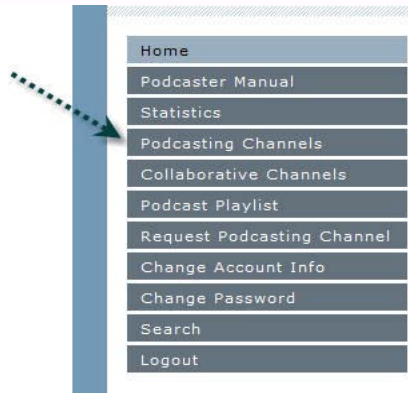 Home
Podcaster Manual
Statistics
Podcasting Channels
Collaborative Channels
Podcast Playlist
Request Podcasting Channel
Change Account Info
Change Password
Search
Logout